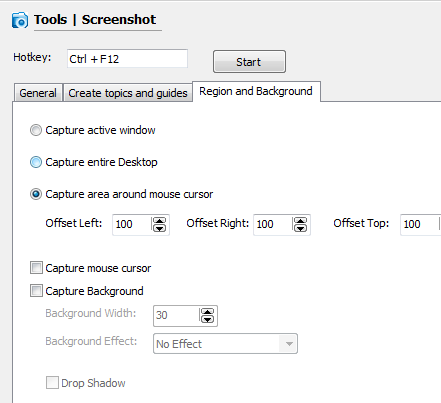 Tools | Screenshot
Hotkey: Ctrl + F12 Start
General Create topics and guides Region and Background
Capture active window
Capture entire Desktop
Capture area around mouse cursor
Offset Left: 100 Offset Right: 100 Offset Top: 100
Capture mouse cursor
Capture Background
Background Width: 30
Background Effect: No Effect
Drop Shadow